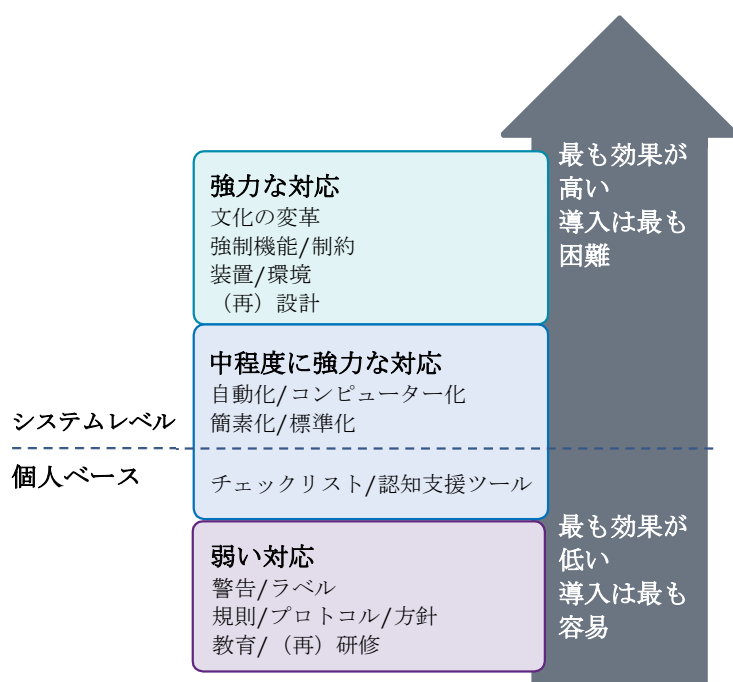 強力な対応
文化の変革
強制機能/制約
装置/環境
（再）設計
中程度に強力な対応
自動化/コンピューター化
簡素化/標準化
チェックリスト/認知支援ツール
弱い対応
警告/ラベル
規則/プロトコル/方針
教育/（再）研修
システムレベル
個人ベース
最も効果が
高い
導入は最も
困難
最も効果が
低い
導入は最も
容易